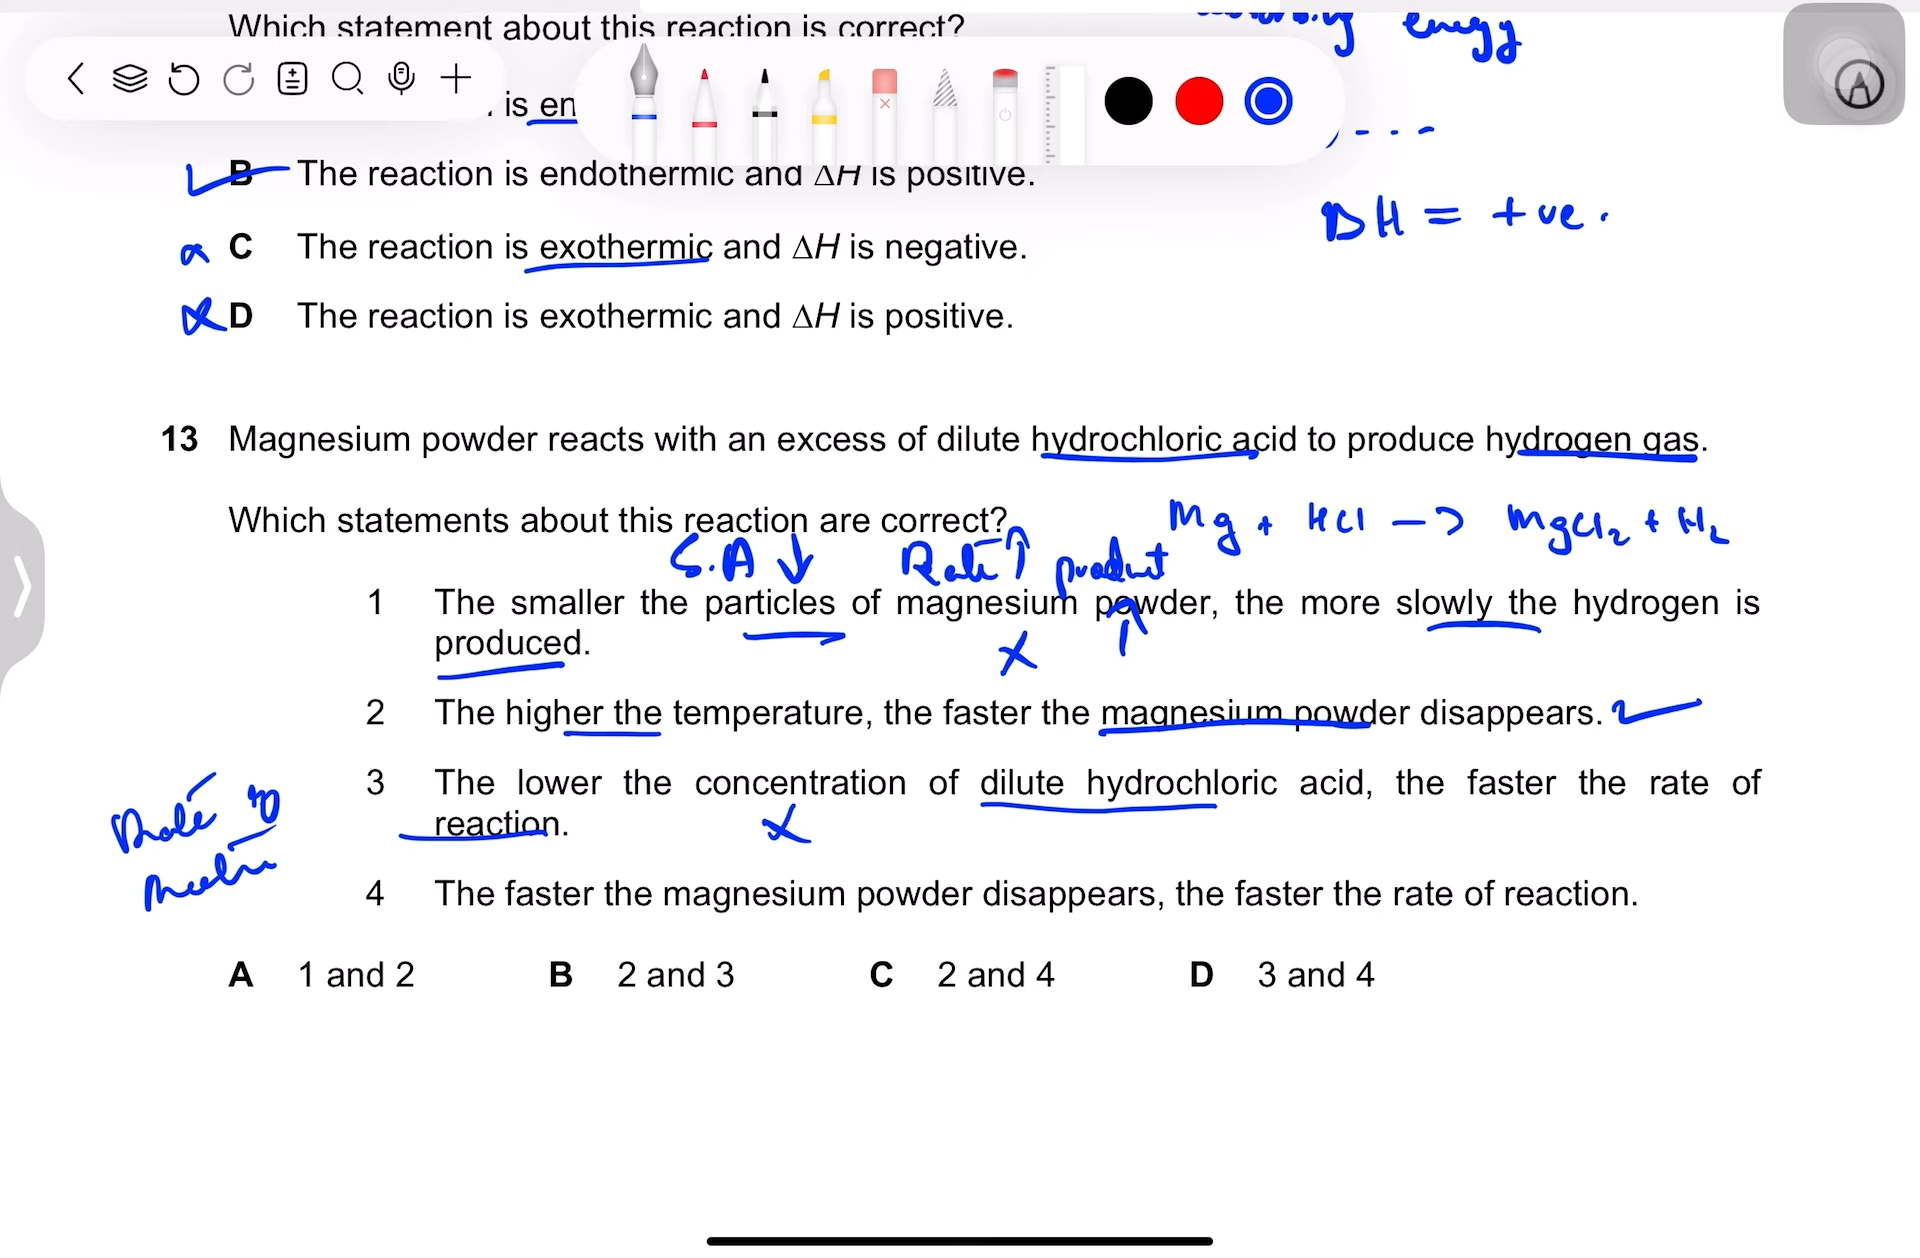 Which statement about this reaction is correct?
energy
is en
B The reaction is endothermic and ΔH is positive.
ΔH = +ve.
C The reaction is exothermic and ΔH is negative.
D The reaction is exothermic and ΔH is positive.
13 Magnesium powder reacts with an excess of dilute hydrochloric acid to produce hydrogen gas.
Which statements about this reaction are correct?
Mg + HCl → MgCl2 + H2
S.A ↓ Rate ↑ product ↑
1 The smaller the particles of magnesium powder, the more slowly the hydrogen is
produced. x
2 The higher the temperature, the faster the magnesium powder disappears. ✓
3 The lower the concentration of dilute hydrochloric acid, the faster the rate of
reaction. x
Rate
4 The faster the magnesium powder disappears, the faster the rate of reaction.
A 1 and 2 B 2 and 3 C 2 and 4 D 3 and 4